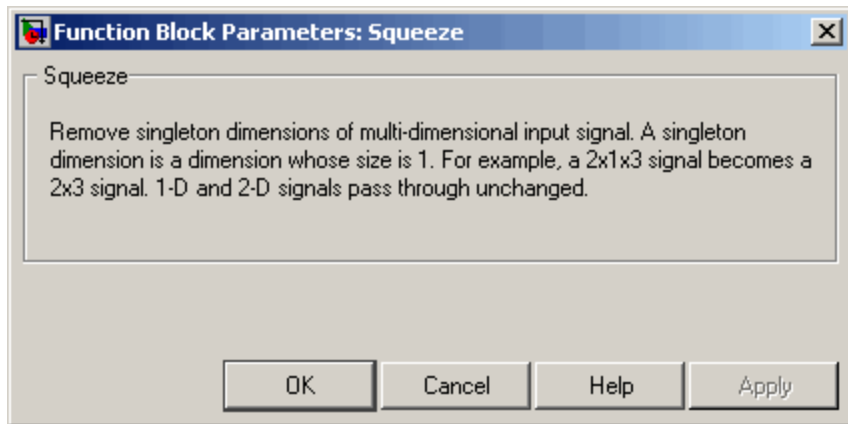 Function Block Parameters: Squeeze
Squeeze
Remove singleton dimensions of multi-dimensional input signal. A singleton
dimension is a dimension whose size is 1. For example, a 2x1x3 signal becomes a
2x3 signal. 1-D and 2-D signals pass through unchanged.
OK
Cancel
Help
Apply